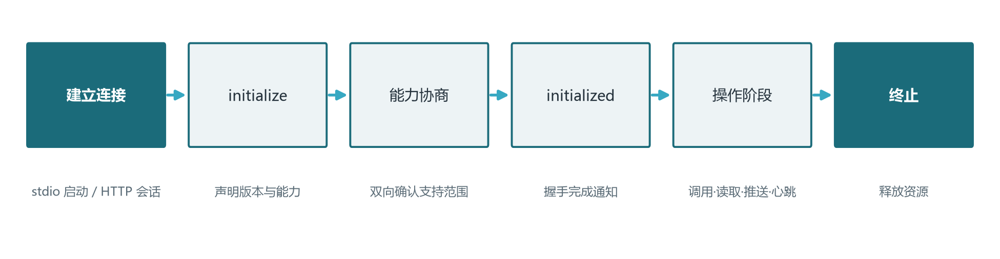 建立连接
initialize
能力协商
initialized
操作阶段
终止
stdio 启动 / HTTP 会话
声明版本与能力
双向确认支持范围
握手完成通知
调用·读取·推送·心跳
释放资源